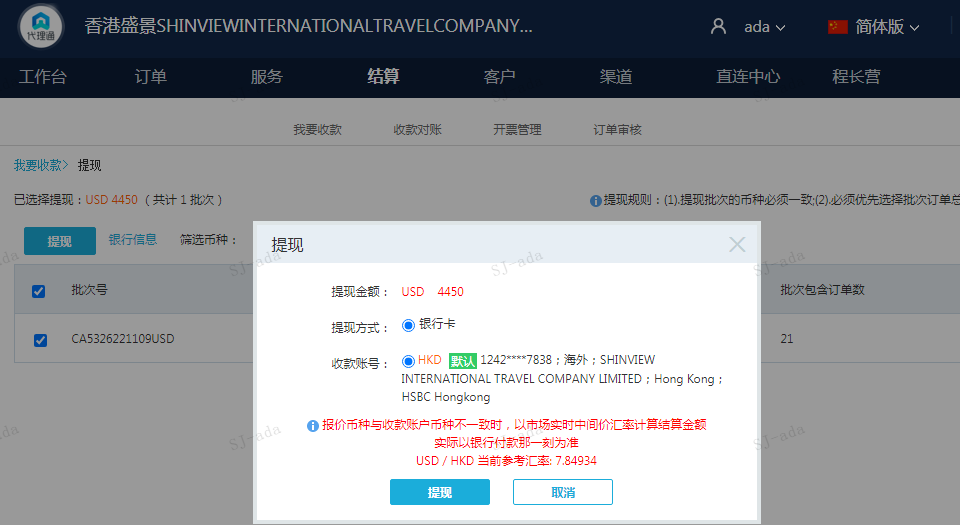 代理通
香港盛景SHINVIEWINTERNATIONALTRAVELCOMPANY...
ada
简体版
工作台 订单 服务 结算 客户 渠道 直连中心 程长营
我要收款 收款对账 开票管理 订单审核
我要收款> 提现
已选择提现：USD 4450 （ 共计 1 批次 ）
提现规则：(1).提现批次的币种必须一致;(2).必须优先选择批次订单总
提现 银行信息 筛选币种：
批次号 批次包含订单数
CA5326221109USD 21
提现
提现金额： USD 4450
提现方式： 银行卡
收款账号： HKD 默认 1242****7838；海外；SHINVIEW
INTERNATIONAL TRAVEL COMPANY LIMITED；Hong Kong；
HSBC Hongkong
报价币种与收款账户币种不一致时，以市场实时中间价汇率计算结算金额
实际以银行付款那一刻为准
USD / HKD 当前参考汇率: 7.84934
提现 取消
SJ-ada
SJ-ada
SJ-ada
SJ-ada
SJ-ada